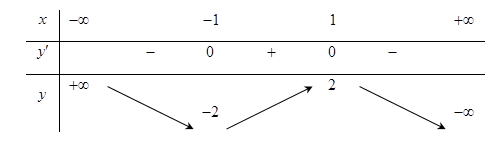 x −∞ −1 1 +∞
y' − 0 + 0 −
+∞ 2
y
−2 −∞